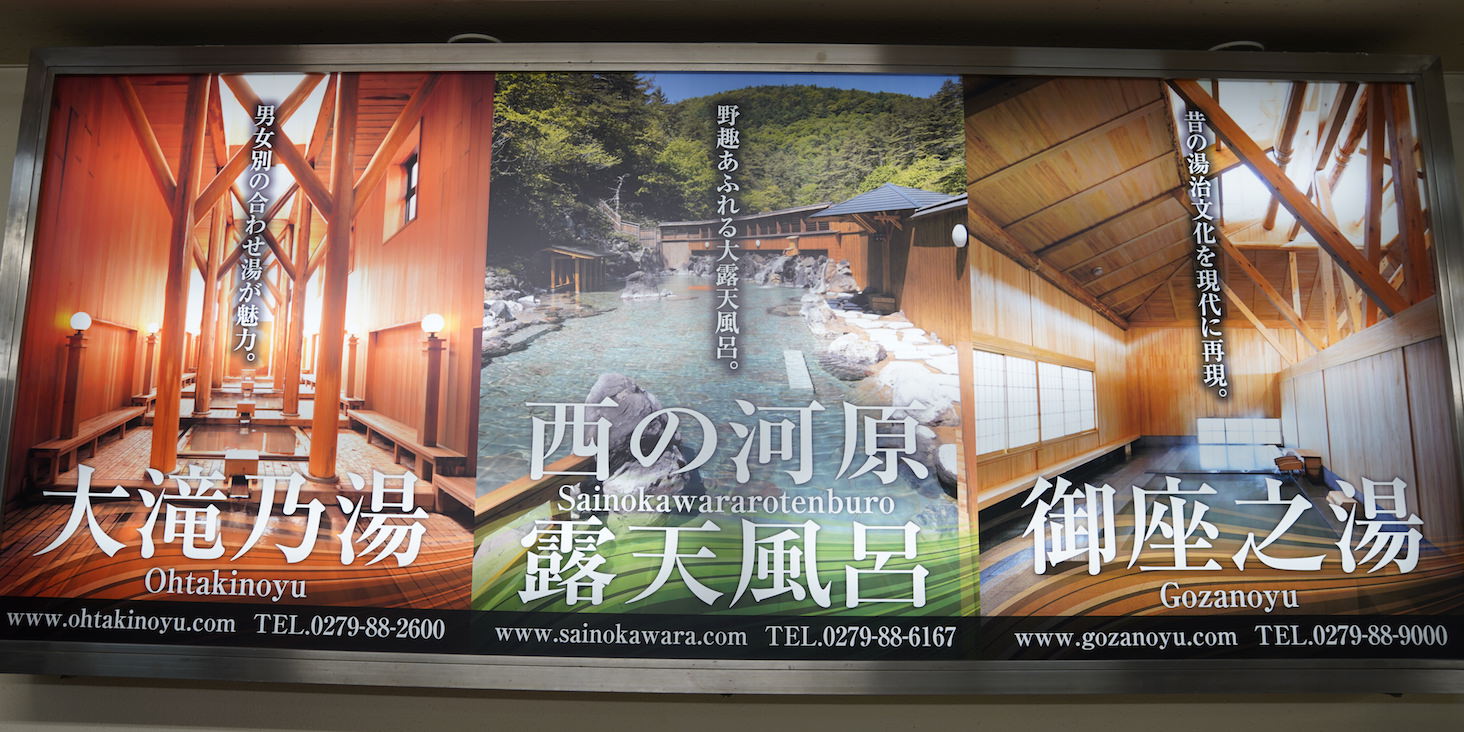 男女別の合わせ湯が魅力。
大滝乃湯
Ohtakinoyu
www.ohtakinoyu.com TEL.0279-88-2600
野趣あふれる大露天風呂。
西の河原
Sainokawararotenburo
露天風呂
www.sainokawara.com TEL.0279-88-6167
昔の湯治文化を現代に再現。
御座之湯
Gozanoyu
www.gozanoyu.com TEL.0279-88-9000